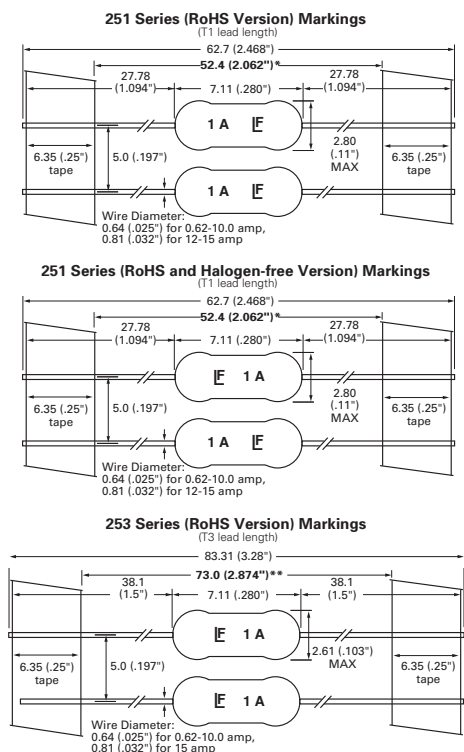 251 Series (RoHS Version) Markings
(T1 lead length)
62.7 (2.468")
52.4 (2.062")*
27.78
(1.094")
7.11 (.280")
27.78
(1.094")
1 A LF
6.35 (.25")
tape
5.0 (.197")
2.80
(.11")
MAX
6.35 (.25")
tape
1 A LF
Wire Diameter:
0.64 (.025") for 0.62-10.0 amp,
0.81 (.032") for 12-15 amp
251 Series (RoHS and Halogen-free Version) Markings
(T1 lead length)
62.7 (2.468")
52.4 (2.062")*
27.78
(1.094")
7.11 (.280")
27.78
(1.094")
LF 1 A
6.35 (.25")
tape
5.0 (.197")
2.80
(.11")
MAX
6.35 (.25")
tape
1 A LF
Wire Diameter:
0.64 (.025") for 0.62-10.0 amp,
0.81 (.032") for 12-15 amp
253 Series (RoHS Version) Markings
(T3 lead length)
83.31 (3.28")
73.0 (2.874")**
38.1
(1.5")
7.11 (.280")
38.1
(1.5")
LF 1 A
6.35 (.25")
tape
5.0 (.197")
2.61 (.103")
MAX
6.35 (.25")
tape
LF 1 A
Wire Diameter:
0.64 (.025") for 0.62-10.0 amp,
0.81 (.032") for 15 amp